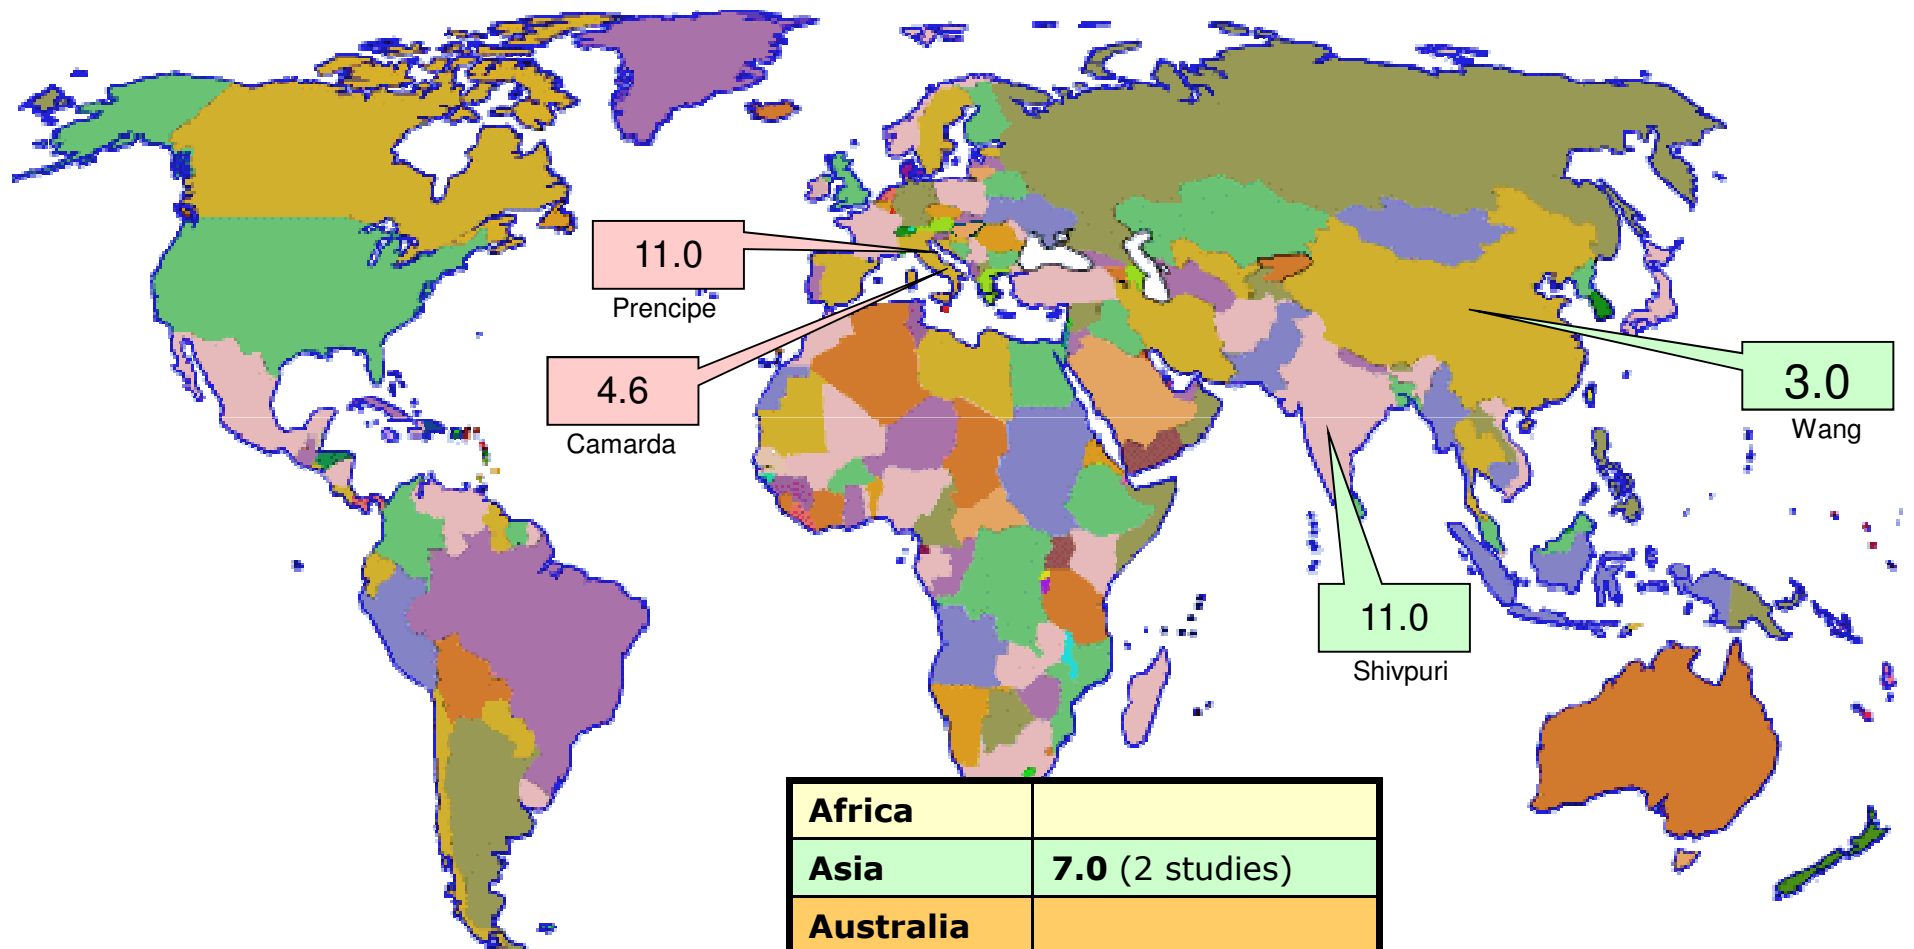 11.0
Prencipe
4.6
Camarda
3.0
Wang
11.0
Shivpuri
Africa
Asia 7.0 (2 studies)
Australia